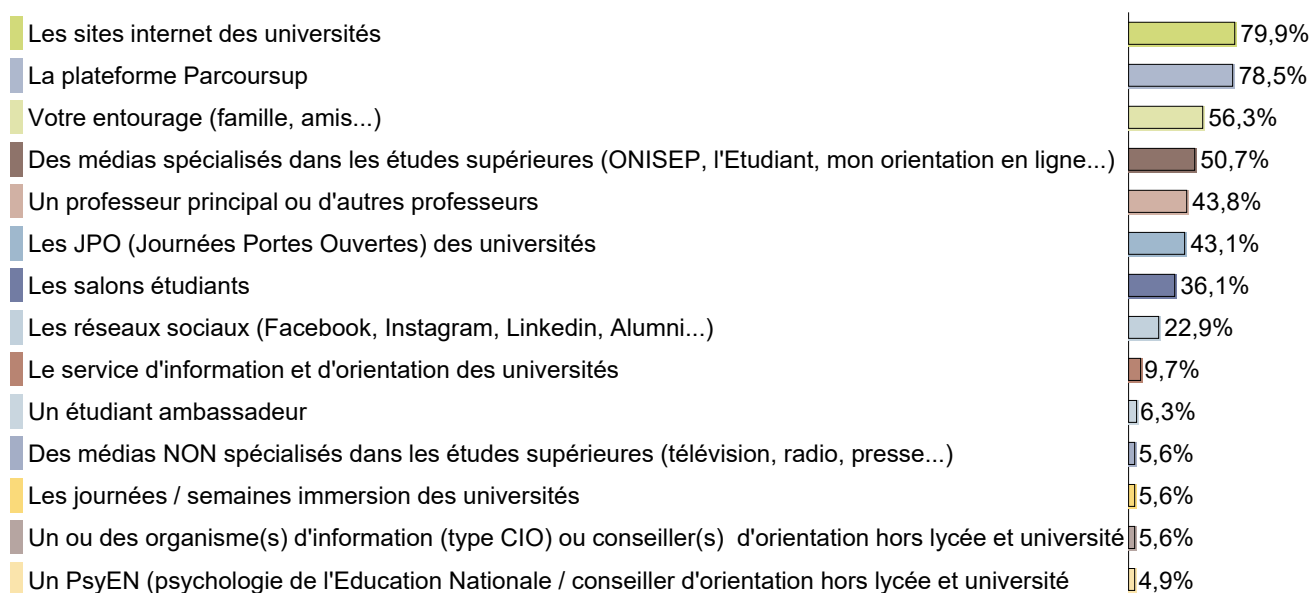 Les sites internet des universités 79,9%
La plateforme Parcoursup 78,5%
Votre entourage (famille, amis...) 56,3%
Des médias spécialisés dans les études supérieures (ONISEP, l'Etudiant, mon orientation en ligne...) 50,7%
Un professeur principal ou d'autres professeurs 43,8%
Les JPO (Journées Portes Ouvertes) des universités 43,1%
Les salons étudiants 36,1%
Les réseaux sociaux (Facebook, Instagram, Linkedin, Alumni...) 22,9%
Le service d'information et d'orientation des universités 9,7%
Un étudiant ambassadeur 6,3%
Des médias NON spécialisés dans les études supérieures (télévision, radio, presse...) 5,6%
Les journées / semaines immersion des universités 5,6%
Un ou des organisme(s) d'information (type CIO) ou conseiller(s) d'orientation hors lycée et université 5,6%
Un PsyEN (psychologie de l'Education Nationale / conseiller d'orientation hors lycée et université 4,9%